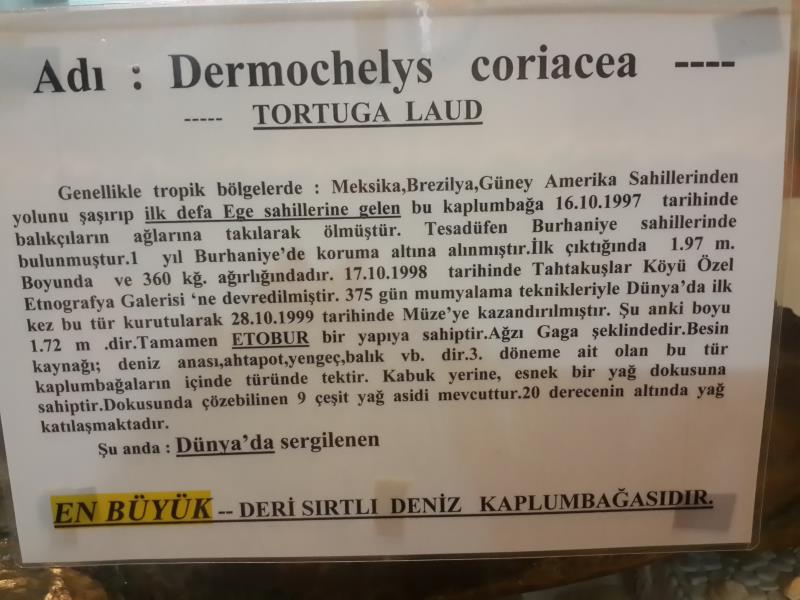 Adı : Dermochelys coriacea ----
----- TORTUGA LAUD
Genellikle tropik bölgelerde : Meksika,Brezilya,Güney Amerika Sahillerinden
yolunu şaşırıp ilk defa Ege sahillerine gelen bu kaplumbağa 16.10.1997 tarihinde
balıkçıların ağlarına takılarak ölmüştür. Tesadüfen Burhaniye sahillerinde
bulunmuştur.1 yıl Burhaniye’de koruma altına alınmıştır.İlk çıktığında 1.97 m.
Boyunda ve 360 kğ. ağırlığındadır. 17.10.1998 tarihinde Tahtakuşlar Köyü Özel
Etnografya Galerisi ‘ne devredilmiştir. 375 gün mumyalama teknikleriyle Dünya’da ilk
kez bu tür kurutularak 28.10.1999 tarihinde Müze’ye kazandırılmıştır. Şu anki boyu
1.72 m .dir.Tamamen ETOBUR bir yapıya sahiptir.Ağzı Gaga şeklindedir.Besin
kaynağı; deniz anası,ahtapot,yengeç,balık vb. dir.3. döneme ait olan bu tür
kaplumbağaların içinde türünde tektir. Kabuk yerine, esnek bir yağ dokusuna
sahiptir.Dokusunda çözebilinen 9 çeşit yağ asidi mevcuttur.20 derecenin altında yağ
katılaşmaktadır.
Şu anda : Dünya’da sergilenen
EN BÜYÜK -- DERİ SIRTLI DENİZ KAPLUMBAĞASIDIR.